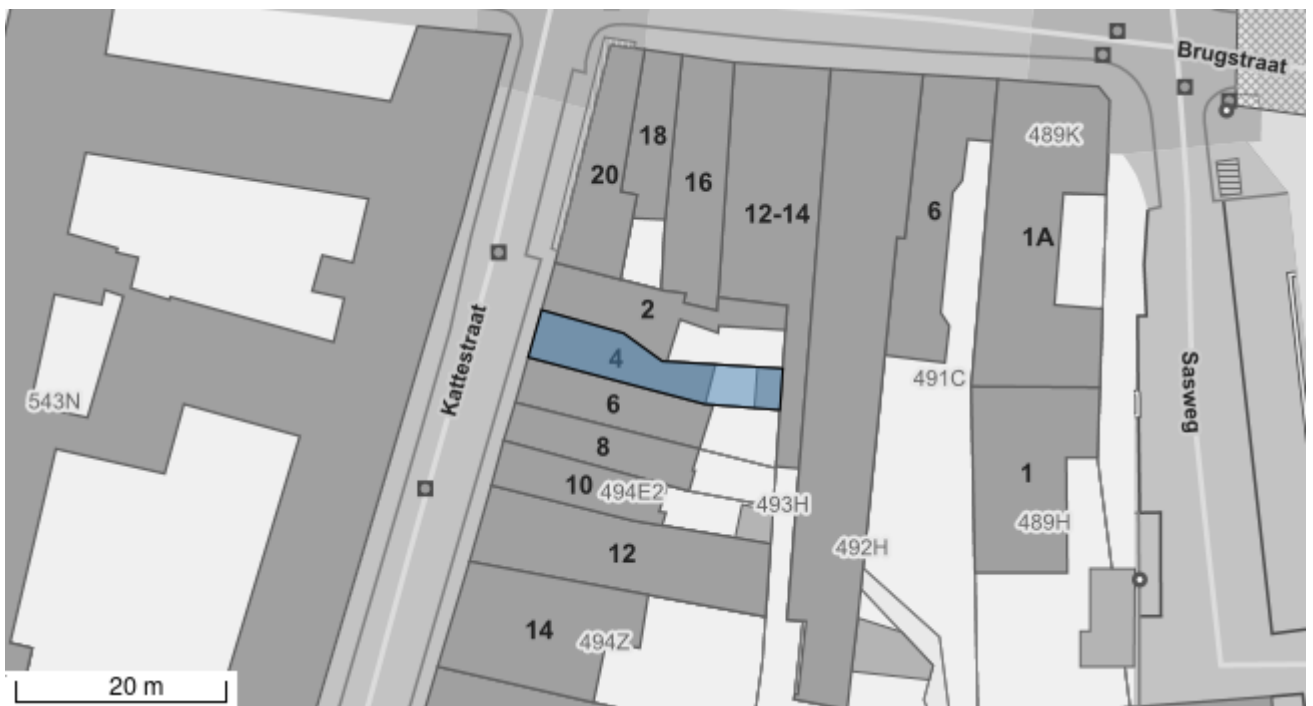 Brugstraat
18
489K
20
16
12-14
6
1A
2
Kattestraat
4
491C
Sasweg
543N
6
8
10
494E2
493H
1
489H
492H
12
14
494Z
20 m